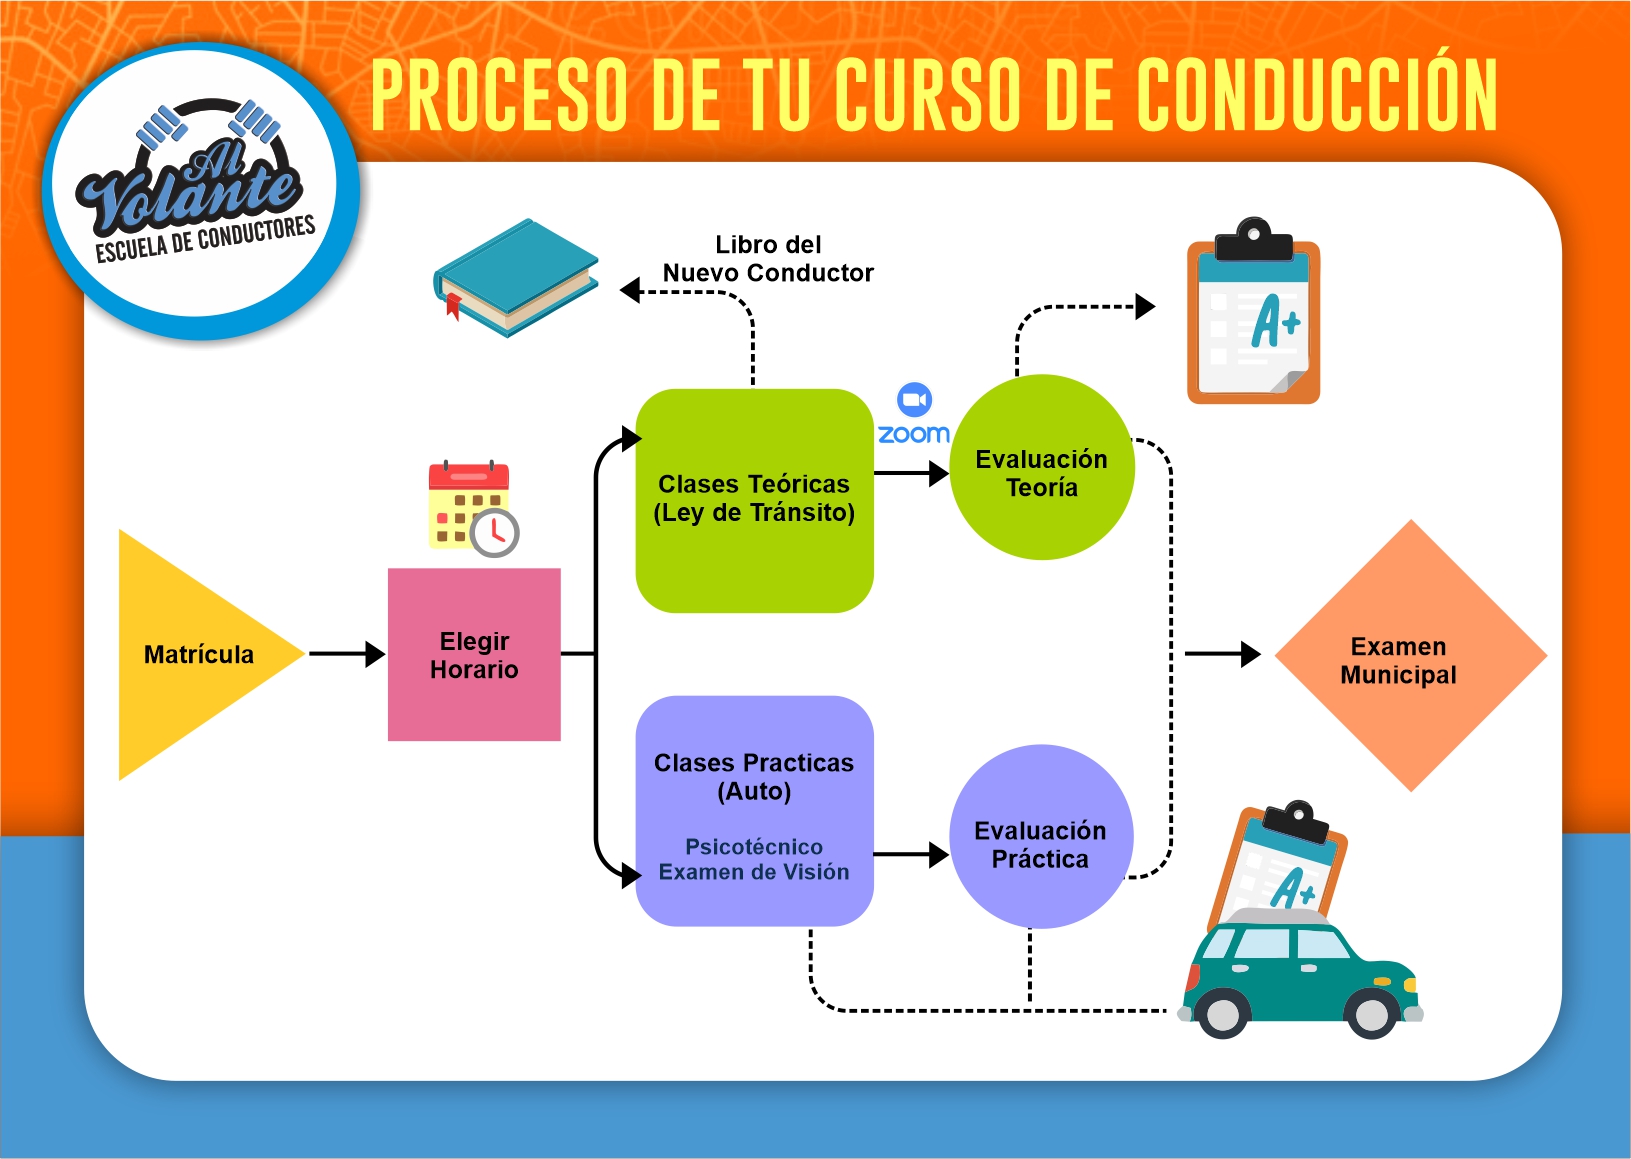 PROCESO DE TU CURSO DE CONDUCCIÓN
Al
Volante
ESCUELA DE CONDUCTORES
Libro del
Nuevo Conductor
A+
zoom
Clases Teóricas
(Ley de Tránsito)
Evaluación
Teoría
Matrícula
Elegir
Horario
Examen
Municipal
Clases Practicas
(Auto)
Psicotécnico
Examen de Visión
Evaluación
Práctica
A+